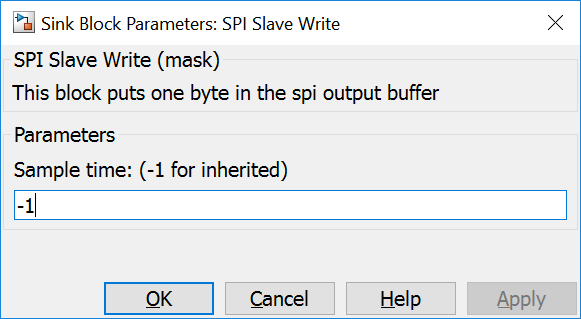 Sink Block Parameters: SPI Slave Write
SPI Slave Write (mask)
This block puts one byte in the spi output buffer
Parameters
Sample time: (-1 for inherited)
-1
OK Cancel Help Apply